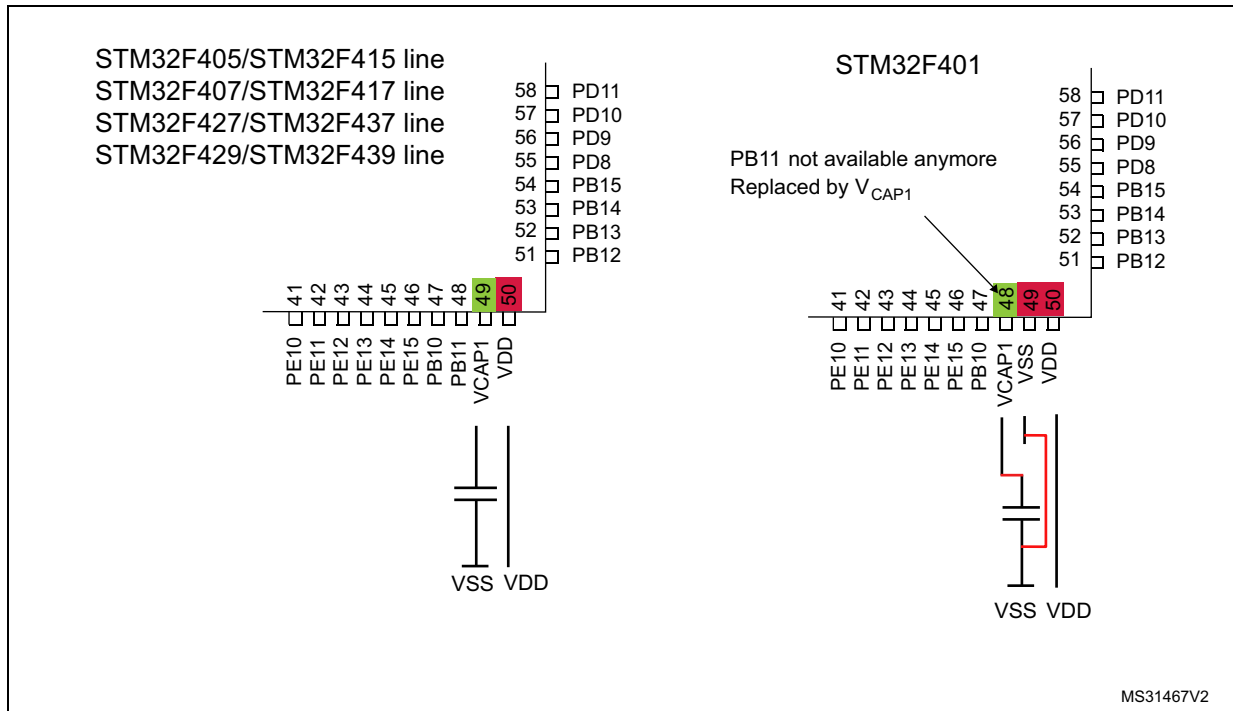 STM32F405/STM32F415 line
STM32F407/STM32F417 line
STM32F427/STM32F437 line
STM32F429/STM32F439 line
58 PD11
57 PD10
56 PD9
55 PD8
54 PB15
53 PB14
52 PB13
51 PB12
41 42 43 44 45 46 47 48 49 50
PE10 PE11 PE12 PE13 PE14 PE15 PB10 PB11 VCAP1 VDD
VSS VDD
STM32F401
PB11 not available anymore
Replaced by VCAP1
58 PD11
57 PD10
56 PD9
55 PD8
54 PB15
53 PB14
52 PB13
51 PB12
41 42 43 44 45 46 47 48 49 50
PE10 PE11 PE12 PE13 PE14 PE15 PB10 VCAP1 VSS VDD
VSS VDD
MS31467V2